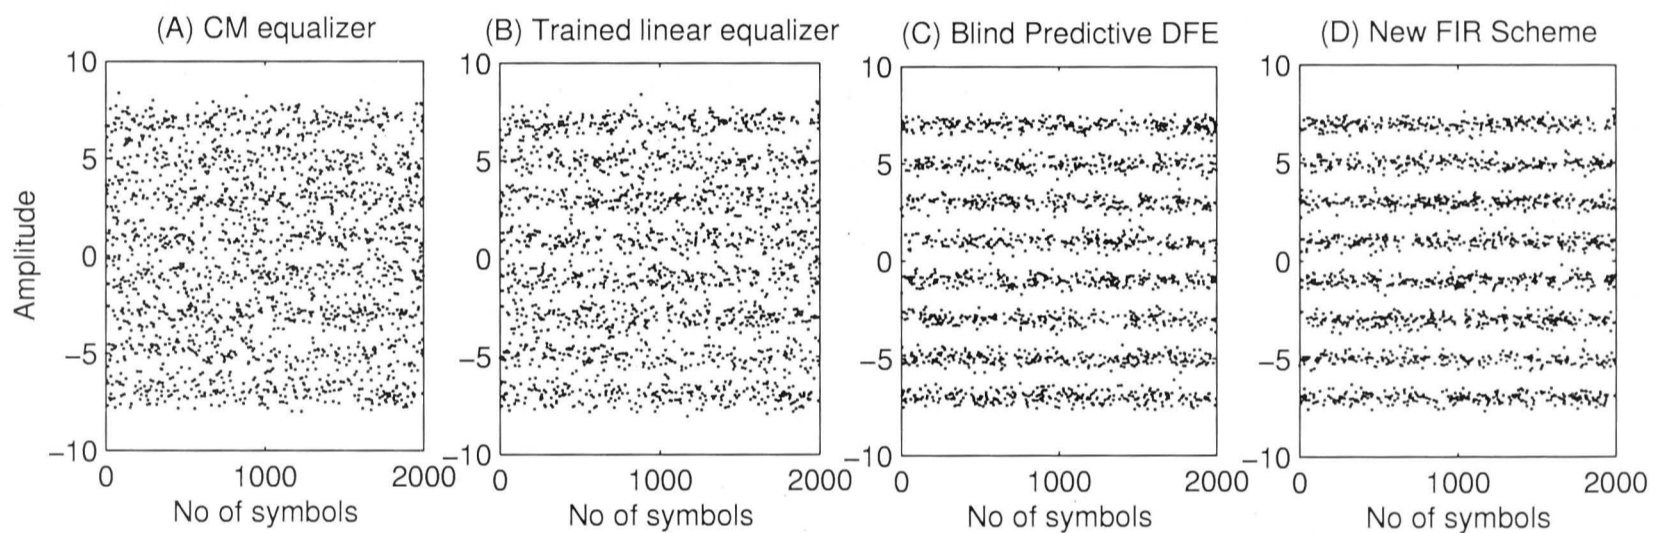 (A) CM equalizer
(B) Trained linear equalizer
(C) Blind Predictive DFE
(D) New FIR Scheme
Amplitude
10
5
0
−5
−10
0 1000 2000
No of symbols
10
5
0
−5
−10
0 1000 2000
No of symbols
10
5
0
−5
−10
0 1000 2000
No of symbols
10
5
0
−5
−10
0 1000 2000
No of symbols